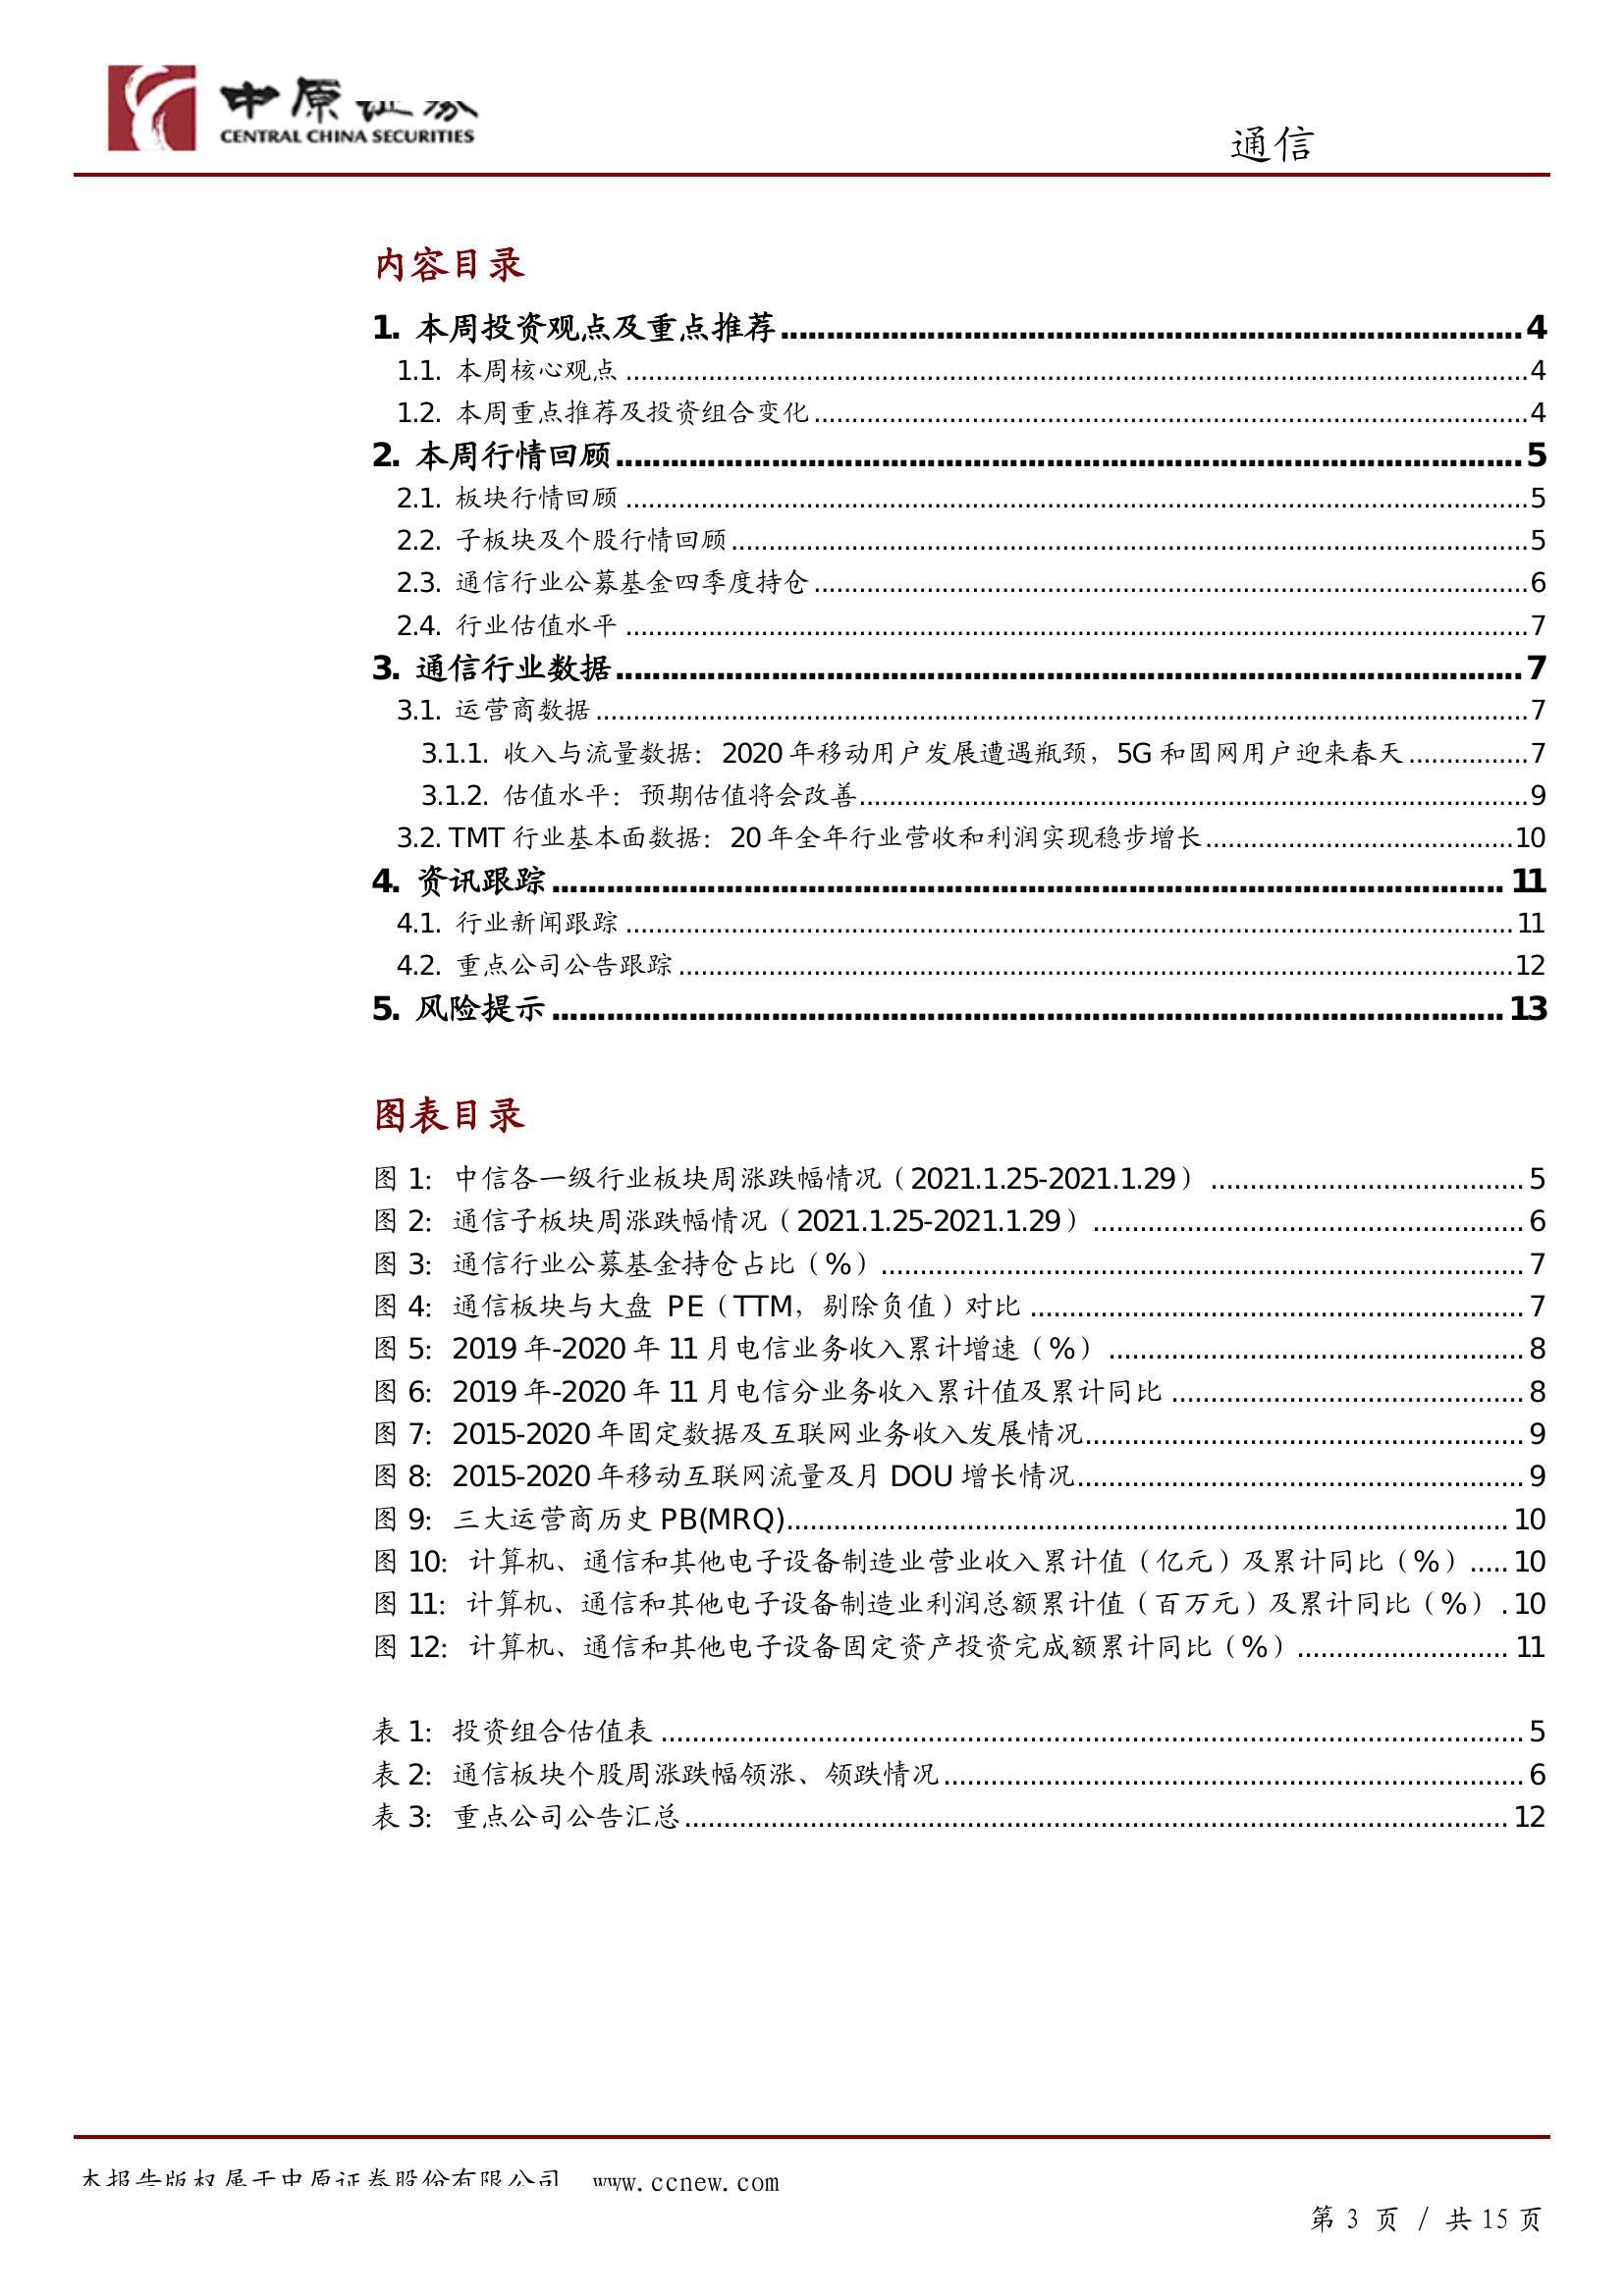 中原证券
CENTRAL CHINA SECURITIES
通信
内容目录
1. 本周投资观点及重点推荐 4
1.1. 本周核心观点 4
1.2. 本周重点推荐及投资组合变化 4
2. 本周行情回顾 5
2.1. 板块行情回顾 5
2.2. 子板块及个股行情回顾 5
2.3. 通信行业公募基金四季度持仓 6
2.4. 行业估值水平 7
3. 通信行业数据 7
3.1. 运营商数据 7
3.1.1. 收入与流量数据：2020 年移动用户发展遭遇瓶颈，5G 和固网用户迎来春天 7
3.1.2. 估值水平：预期估值将会改善 9
3.2. TMT 行业基本面数据：20 年全年行业营收和利润实现稳步增长 10
4. 资讯跟踪 11
4.1. 行业新闻跟踪 11
4.2. 重点公司公告跟踪 12
5. 风险提示 13
图表目录
图 1：中信各一级行业板块周涨跌幅情况（2021.1.25-2021.1.29） 5
图 2：通信子板块周涨跌幅情况（2021.1.25-2021.1.29） 6
图 3：通信行业公募基金持仓占比（%） 7
图 4：通信板块与大盘 PE（TTM，剔除负值）对比 7
图 5：2019 年-2020 年 11 月电信业务收入累计增速（%） 8
图 6：2019 年-2020 年 11 月电信分业务收入累计值及累计同比 8
图 7：2015-2020 年固定数据及互联网业务收入发展情况 9
图 8：2015-2020 年移动互联网流量及月 DOU 增长情况 9
图 9：三大运营商历史 PB(MRQ) 10
图 10：计算机、通信和其他电子设备制造业营业收入累计值（亿元）及累计同比（%） 10
图 11：计算机、通信和其他电子设备制造业利润总额累计值（百万元）及累计同比（%） 10
图 12：计算机、通信和其他电子设备固定资产投资完成额累计同比（%） 11
表 1：投资组合估值表 5
表 2：通信板块个股周涨跌幅领涨、领跌情况 6
表 3：重点公司公告汇总 12
本报告版权属于中原证券股份有限公司 www.ccnew.com
第 3 页 / 共 15 页